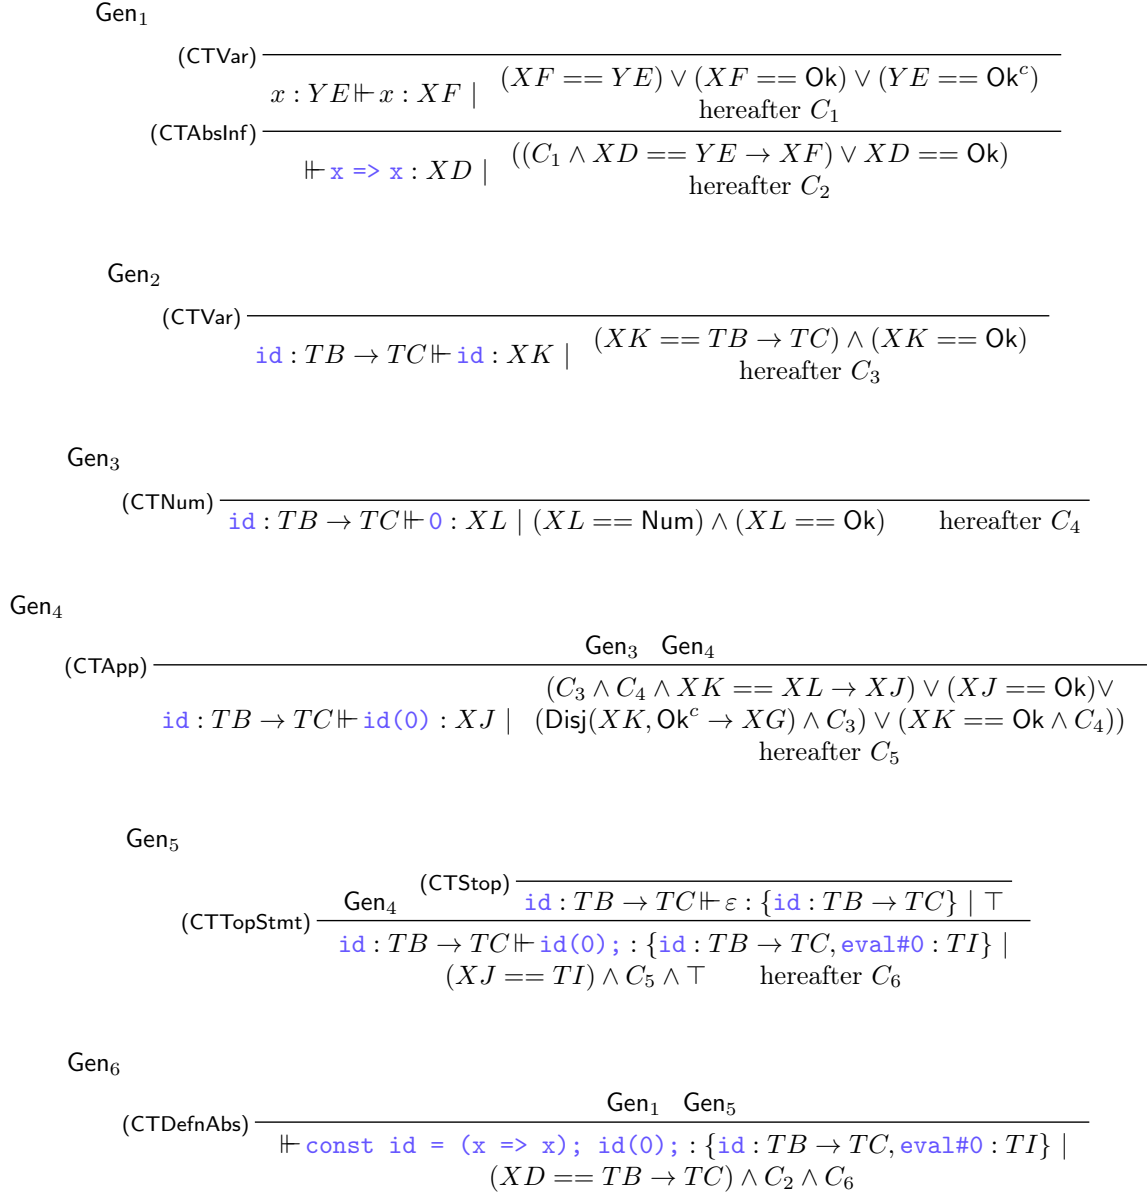 Gen₁
(CTVar)
x : YE ⊩ x : XF | (XF == YE) ∨ (XF == Ok) ∨ (YE == Okᶜ)
hereafter C₁
(CTAbsInf)
⊩ x => x : XD | ((C₁ ∧ XD == YE → XF) ∨ XD == Ok)
hereafter C₂
Gen₂
(CTVar)
id : TB → TC ⊩ id : XK | (XK == TB → TC) ∧ (XK == Ok)
hereafter C₃
Gen₃
(CTNum)
id : TB → TC ⊩ 0 : XL | (XL == Num) ∧ (XL == Ok) hereafter C₄
Gen₄
Gen₃ Gen₄
(CTApp)
(C₃ ∧ C₄ ∧ XK == XL → XJ) ∨ (XJ == Ok)∨
id : TB → TC ⊩ id(0) : XJ | (Disj(XK, Okᶜ → XG) ∧ C₃) ∨ (XK == Ok ∧ C₄))
hereafter C₅
Gen₅
(CTStop)
Gen₄ id : TB → TC ⊩ ε : {id : TB → TC} | ⊤
(CTTopStmt)
id : TB → TC ⊩ id(0); : {id : TB → TC, eval#0 : TI} |
(XJ == TI) ∧ C₅ ∧ ⊤ hereafter C₆
Gen₆
Gen₁ Gen₅
(CTDefnAbs)
⊩ const id = (x => x); id(0); : {id : TB → TC, eval#0 : TI} |
(XD == TB → TC) ∧ C₂ ∧ C₆